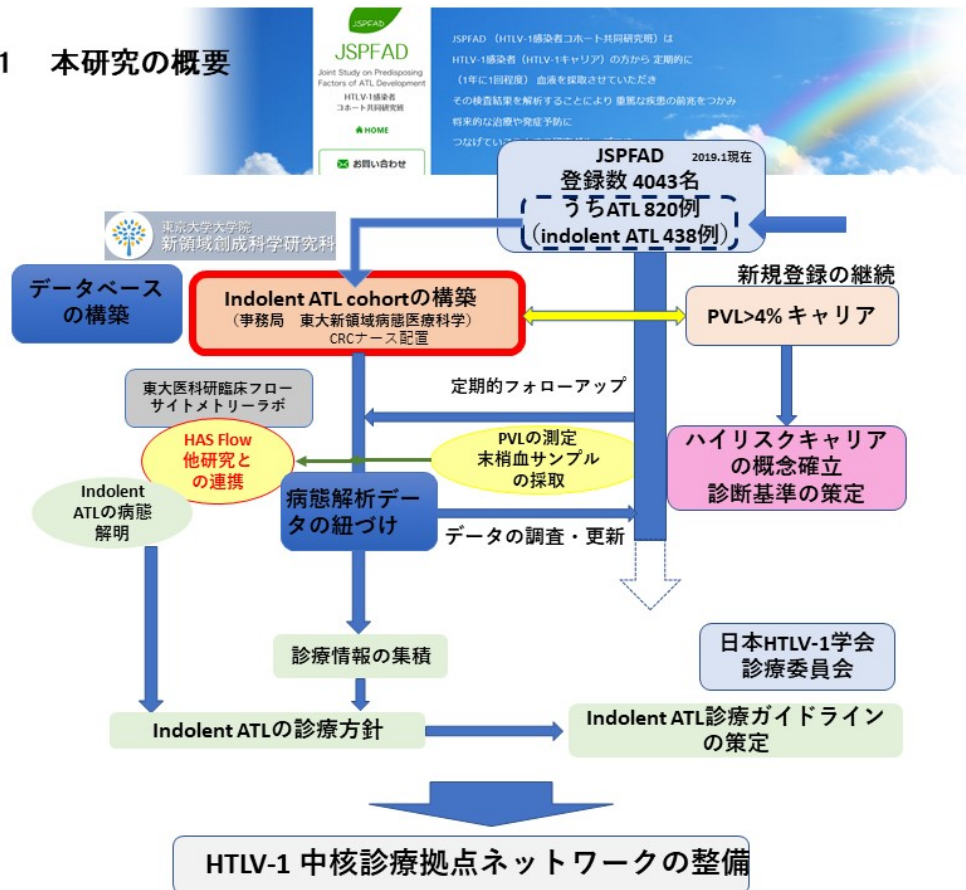 1 本研究の概要
JSPFAD
JSPFAD
Joint Study on Predisposing
Factors of ATL Development
HTLV-1感染者
コホート共同研究班
HOME
お問い合わせ
JSPFAD （HTLV-1感染者コホート共同研究班）は
HTLV-1感染者（HTLV-1キャリア）の方から 定期的に
（1年に1回程度） 血液を採取させていただき
その検査結果を解析することにより 重篤な疾患の前兆をつかみ
将来的な治療や発症予防に
JSPFAD 2019.1現在
登録数 4043名
うちATL 820例
（indolent ATL 438例）
東京大学大学院
新領域創成科学研究科
データベース
の構築
Indolent ATL cohortの構築
（事務局 東大新領域病態医療科学）
CRCナース配置
新規登録の継続
PVL>4% キャリア
定期的フォローアップ
東大医科研臨床フロー
サイトメトリーラボ
HAS Flow
他研究と
の連携
PVLの測定
末梢血サンプル
の採取
ハイリスクキャリア
の概念確立
診断基準の策定
Indolent
ATLの病態
解明
病態解析デー
タの紐づけ
データの調査・更新
診療情報の集積
日本HTLV-1学会
診療委員会
Indolent ATLの診療方針
Indolent ATL診療ガイドライン
の策定
HTLV-1 中核診療拠点ネットワークの整備